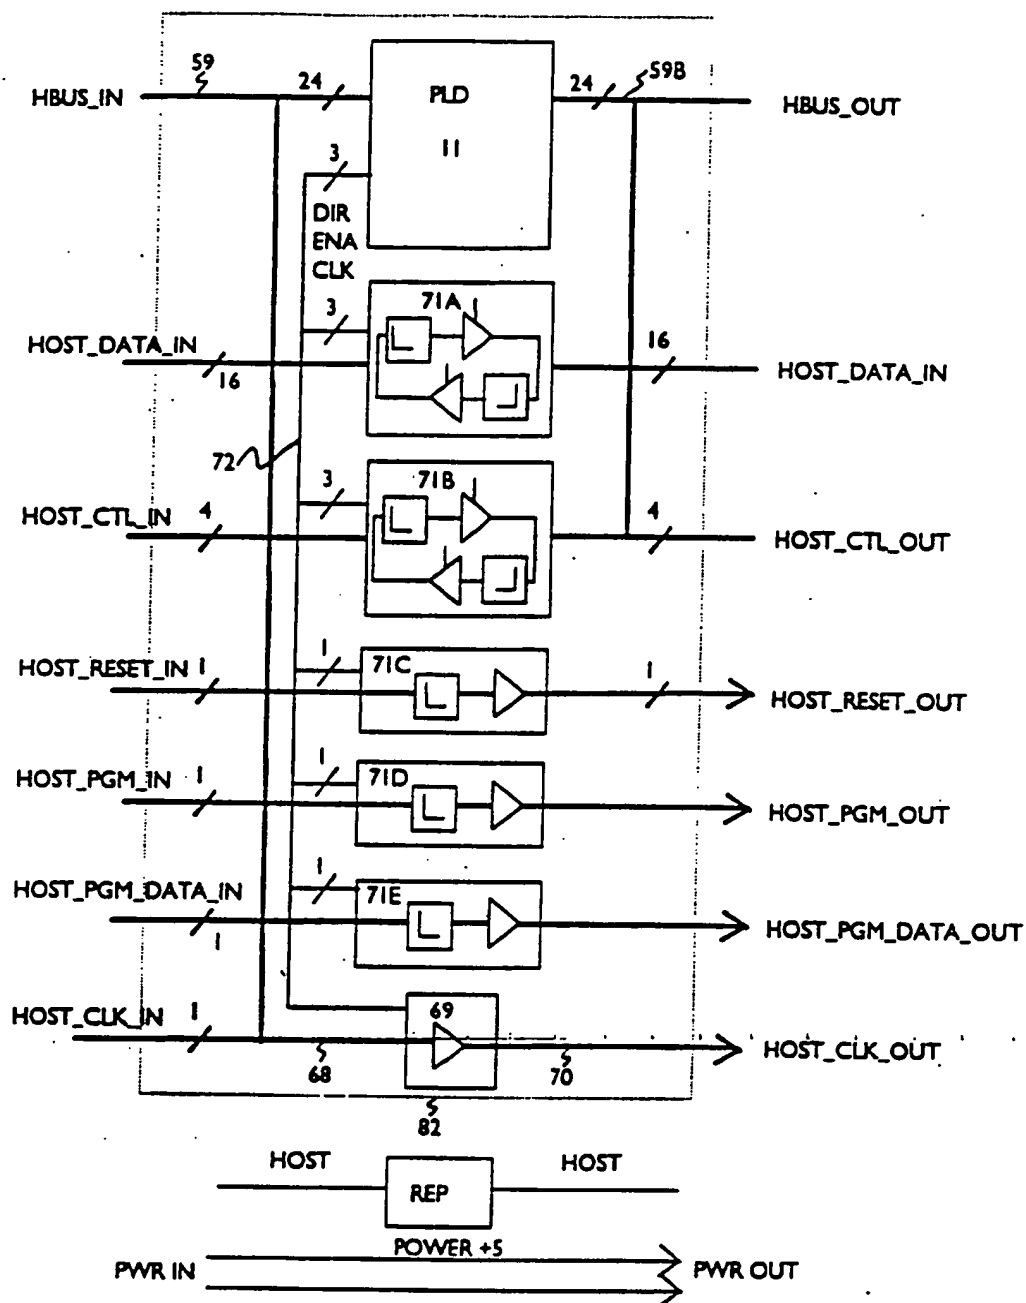 59
24
PLD
11
24
59B
HBUS_IN
HBUS_OUT
3
DIR
ENA
CLK
3
71A
HOST_DATA_IN
16
16
HOST_DATA_IN
72
3
71B
HOST_CTL_IN
4
4
HOST_CTL_OUT
HOST_RESET_IN
1
1
71C
1
HOST_RESET_OUT
HOST_PGM_IN
1
1
71D
HOST_PGM_OUT
HOST_PGM_DATA_IN
1
1
71E
HOST_PGM_DATA_OUT
HOST_CLK_IN
1
69
HOST_CLK_OUT
68
70
82
HOST
REP
HOST
POWER +5
PWR IN
PWR OUT